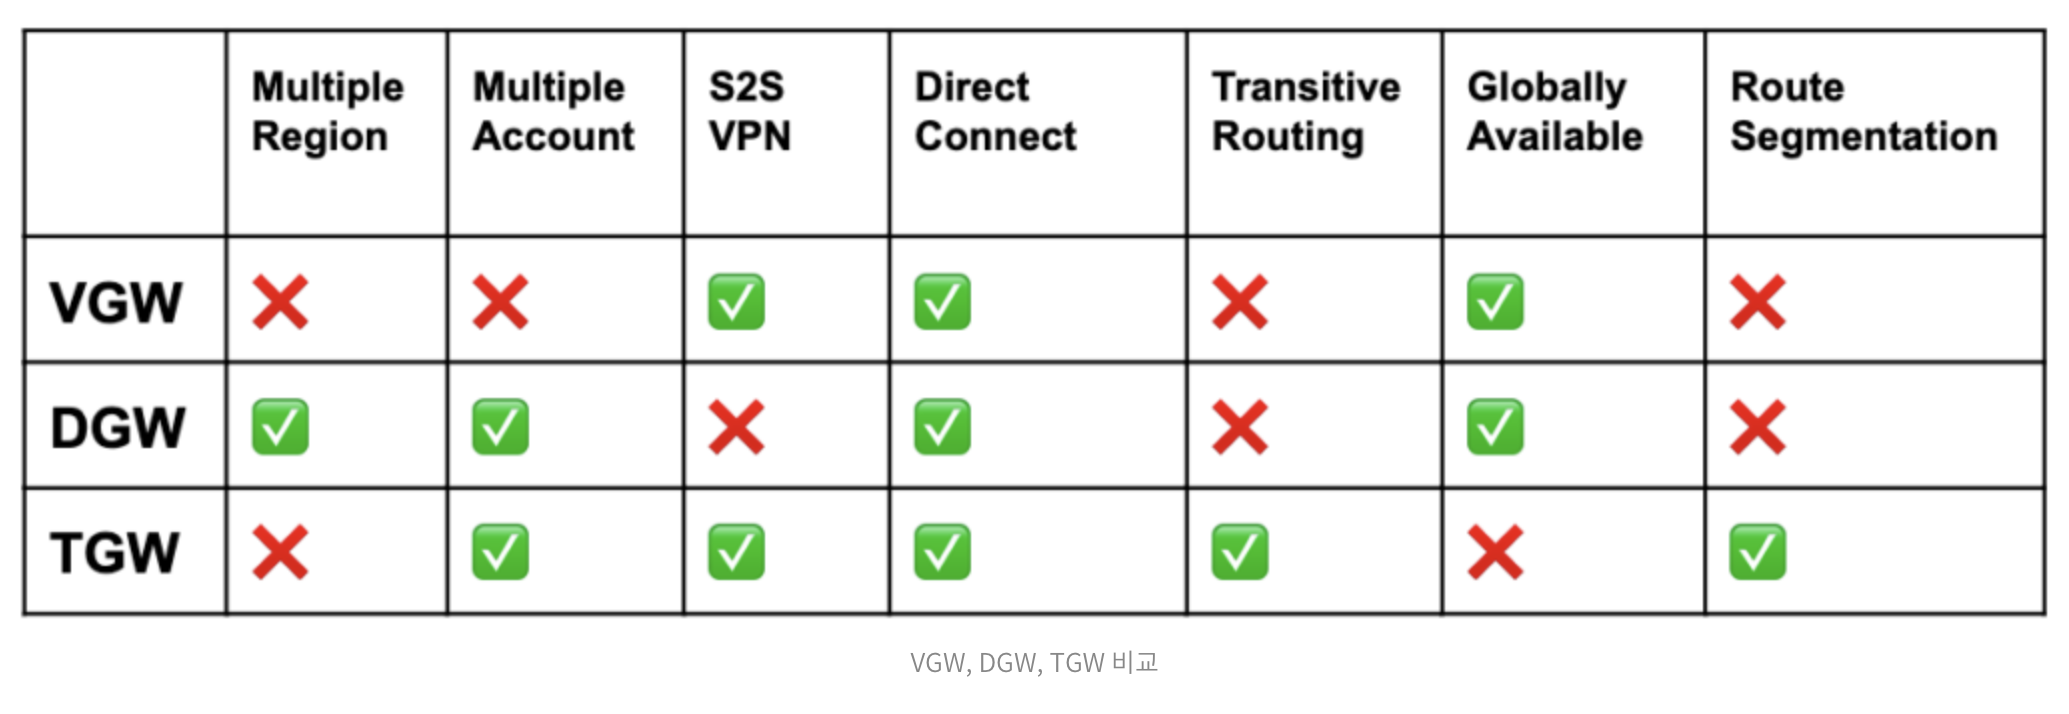 Multiple Region
Multiple Account
S2S VPN
Direct Connect
Transitive Routing
Globally Available
Route Segmentation
VGW ❌ ❌ ✅ ✅ ❌ ✅ ❌
DGW ✅ ✅ ❌ ✅ ❌ ✅ ❌
TGW ❌ ✅ ✅ ✅ ✅ ❌ ✅
VGW, DGW, TGW 비교